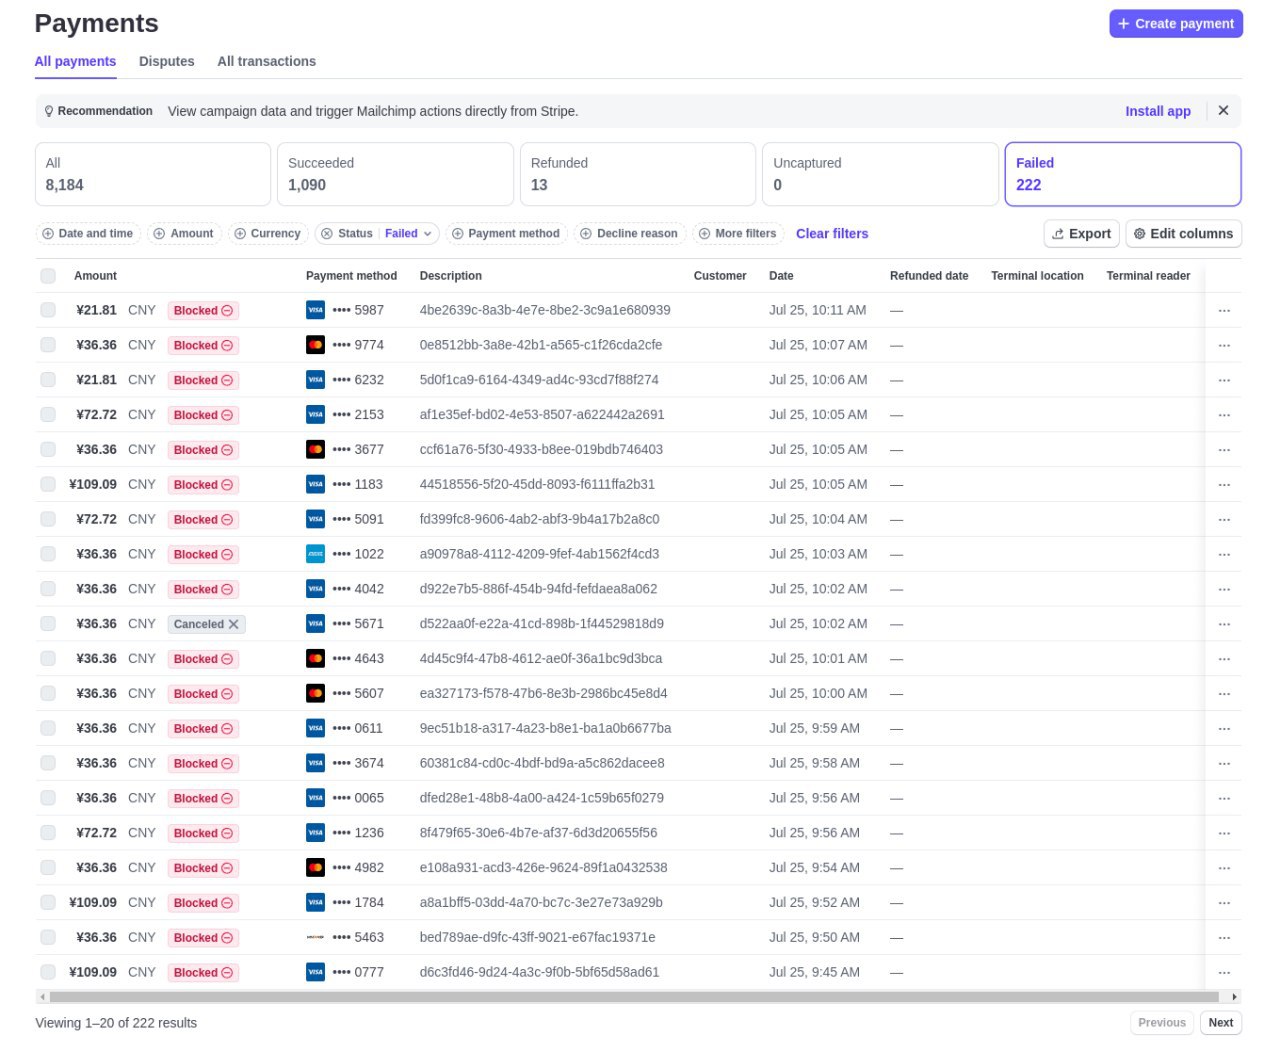 Payments
Create payment
All payments Disputes All transactions
Recommendation View campaign data and trigger Mailchimp actions directly from Stripe. Install app
All Succeeded Refunded Uncaptured Failed
8,184 1,090 13 0 222
Date and time Amount Currency Status Failed Payment method Decline reason More filters Clear filters Export Edit columns
Amount Payment method Description Customer Date Refunded date Terminal location Terminal reader
¥21.81 CNY Blocked VISA •••• 5987 4be2639c-8a3b-4e7e-8be2-3c9a1e680939 Jul 25, 10:11 AM — ···
¥36.36 CNY Blocked •••• 9774 0e8512bb-3a8e-42b1-a565-c1f26cda2cfe Jul 25, 10:07 AM — ···
¥21.81 CNY Blocked VISA •••• 6232 5d0f1ca9-6164-4349-ad4c-93cd7f88f274 Jul 25, 10:06 AM — ···
¥72.72 CNY Blocked VISA •••• 2153 af1e35ef-bd02-4e53-8507-a622442a2691 Jul 25, 10:05 AM — ···
¥36.36 CNY Blocked •••• 3677 ccf61a76-5f30-4933-b8ee-019bdb746403 Jul 25, 10:05 AM — ···
¥109.09 CNY Blocked VISA •••• 1183 44518556-5f20-45dd-8093-f6111ffa2b31 Jul 25, 10:05 AM — ···
¥72.72 CNY Blocked VISA •••• 5091 fd399fc8-9606-4ab2-abf3-9b4a17b2a8c0 Jul 25, 10:04 AM — ···
¥36.36 CNY Blocked •••• 1022 a90978a8-4112-4209-9fef-4ab1562f4cd3 Jul 25, 10:03 AM — ···
¥36.36 CNY Blocked VISA •••• 4042 d922e7b5-886f-454b-94fd-fefdaea8a062 Jul 25, 10:02 AM — ···
¥36.36 CNY Canceled VISA •••• 5671 d522aa0f-e22a-41cd-898b-1f44529818d9 Jul 25, 10:02 AM — ···
¥36.36 CNY Blocked •••• 4643 4d45c9f4-47b8-4612-ae0f-36a1bc9d3bca Jul 25, 10:01 AM — ···
¥36.36 CNY Blocked •••• 5607 ea327173-f578-47b6-8e3b-2986bc45e8d4 Jul 25, 10:00 AM — ···
¥36.36 CNY Blocked VISA •••• 0611 9ec51b18-a317-4a23-b8e1-ba1a0b6677ba Jul 25, 9:59 AM — ···
¥36.36 CNY Blocked VISA •••• 3674 60381c84-cd0c-4bdf-bd9a-a5c862dacee8 Jul 25, 9:58 AM — ···
¥36.36 CNY Blocked VISA •••• 0065 dfed28e1-48b8-4a00-a424-1c59b65f0279 Jul 25, 9:56 AM — ···
¥72.72 CNY Blocked VISA •••• 1236 8f479f65-30e6-4b7e-af37-6d3d20655f56 Jul 25, 9:56 AM — ···
¥36.36 CNY Blocked •••• 4982 e108a931-acd3-426e-9624-89f1a0432538 Jul 25, 9:54 AM — ···
¥109.09 CNY Blocked VISA •••• 1784 a8a1bff5-03dd-4a70-bc7c-3e27e73a929b Jul 25, 9:52 AM — ···
¥36.36 CNY Blocked •••• 5463 bed789ae-d9fc-43ff-9021-e67fac19371e Jul 25, 9:50 AM — ···
¥109.09 CNY Blocked VISA •••• 0777 d6c3fd46-9d24-4a3c-9f0b-5bf65d58ad61 Jul 25, 9:45 AM — ···
Viewing 1–20 of 222 results Previous Next